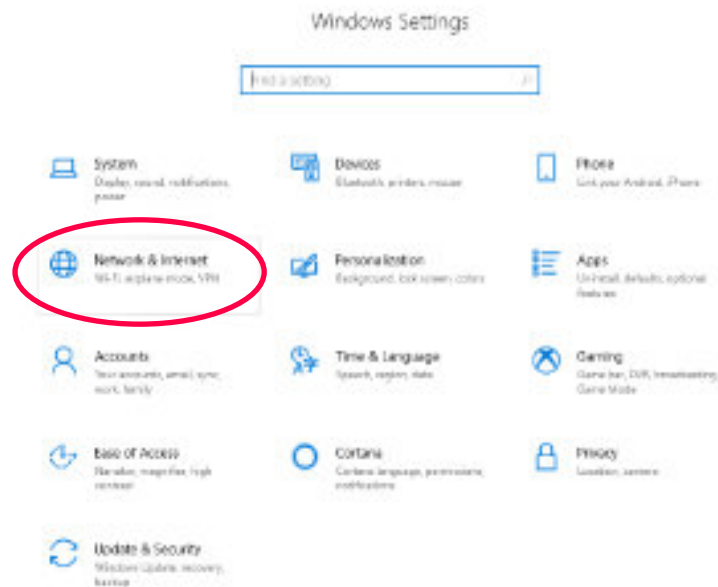 Windows Settings
Find a setting
System
Display, sound, notifications,
power
Devices
Bluetooth, printers, mouse
Phone
Link your Android, iPhone
Network & Internet
Wi-Fi, airplane mode, VPN
Personalization
Background, lock screen, colors
Apps
Uninstall, defaults, optional
features
Accounts
Your accounts, email, sync,
work, family
Time & Language
Speech, region, date
Gaming
Game bar, DVR, broadcasting,
Game Mode
Ease of Access
Narrator, magnifier, high
contrast
Cortana
Cortana language, permissions,
notifications
Privacy
Location, camera
Update & Security
Windows Update, recovery,
backup